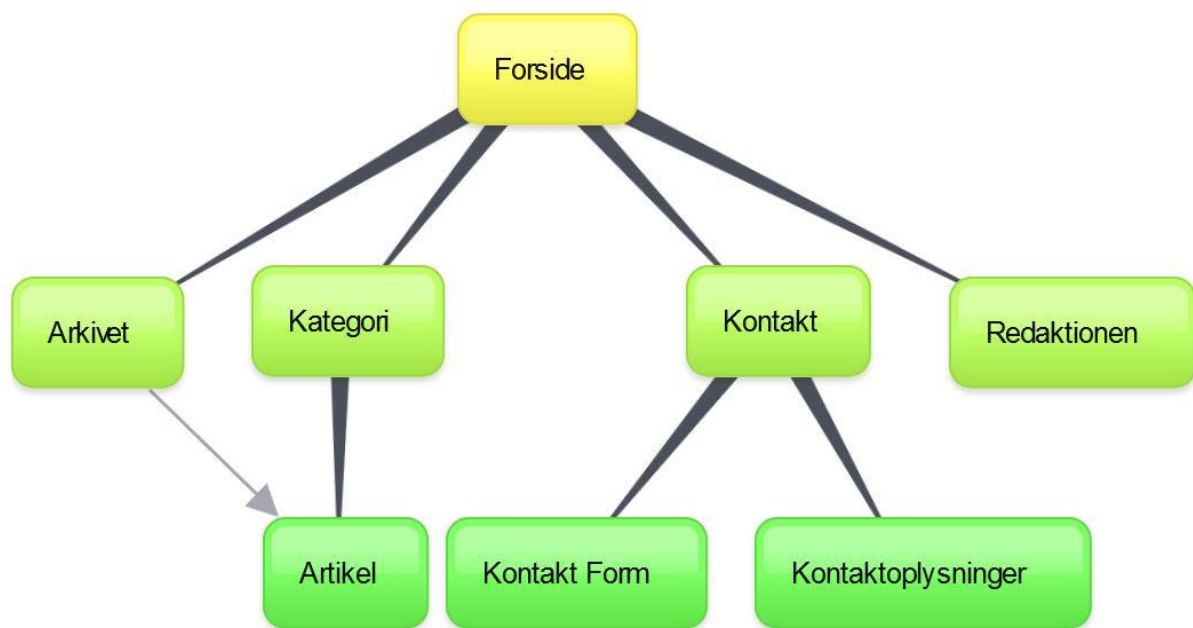 Forside
Arkivet
Kategori
Kontakt
Redaktionen
Artikel
Kontakt Form
Kontaktoplysninger